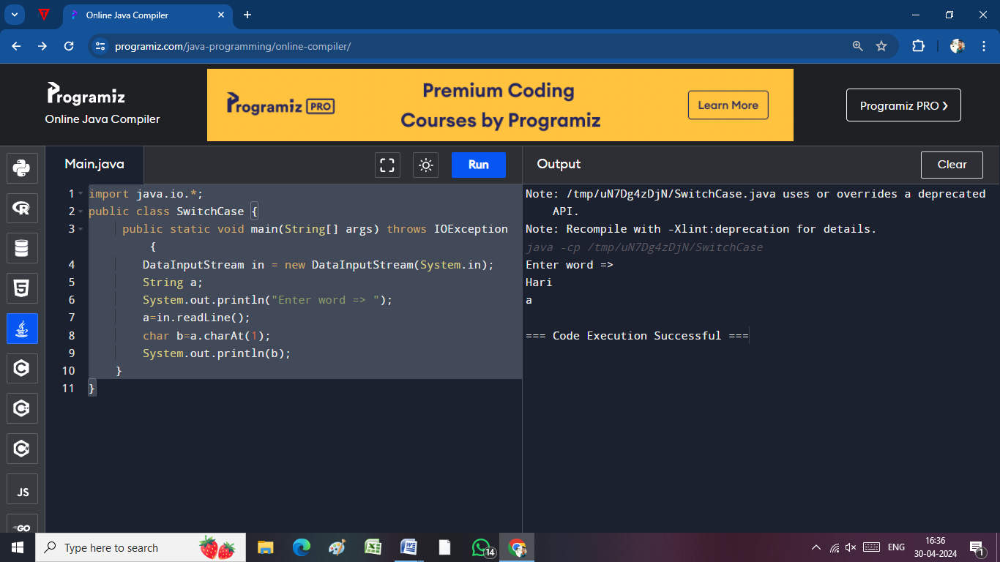 Online Java Compiler
programiz.com/java-programming/online-compiler/
Programiz
Online Java Compiler
Programiz PRO
Premium Coding
Courses by Programiz
Learn More
Programiz PRO ❯
Main.java
Run
Output
Clear
1 import java.io.*;
2 public class SwitchCase {
3 public static void main(String[] args) throws IOException
{
4 DataInputStream in = new DataInputStream(System.in);
5 String a;
6 System.out.println("Enter word => ");
7 a=in.readLine();
8 char b=a.charAt(1);
9 System.out.println(b);
10 }
11 }
Note: /tmp/uN7Dg4zDjN/SwitchCase.java uses or overrides a deprecated
API.
Note: Recompile with -Xlint:deprecation for details.
java -cp /tmp/uN7Dg4zDjN/SwitchCase
Enter word =>
Hari
a
=== Code Execution Successful ===
R
5
C
C
C
JS
GO
Type here to search
14
ENG
16:36
30-04-2024
1